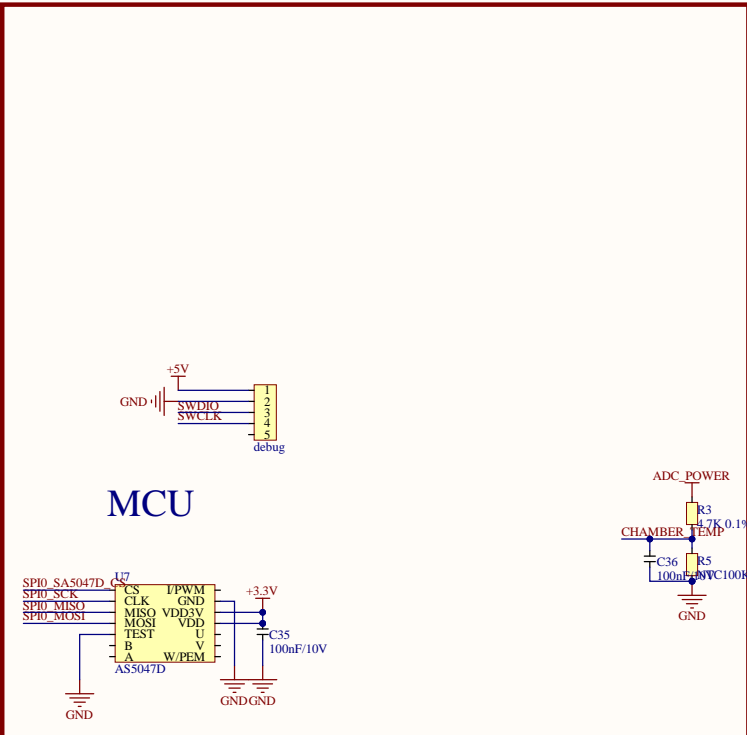 +5V
GND
1
2
SWDIO
3
SWCLK
4
5
debug
MCU
ADC_POWER
R3
4.7K 0.1%
CHAMBER_TEMP
C36
100nF/10V
R5
NTC100K
GND
U7
SPI0_SA5047D_CS
SPI0_SCK
SPI0_MISO
SPI0_MOSI
CS
CLK
MISO
MOSI
TEST
B
A
I/PWM
GND
VDD3V
VDD
U
V
W/PEM
AS5047D
+3.3V
C35
100nF/10V
GND
GND
GND